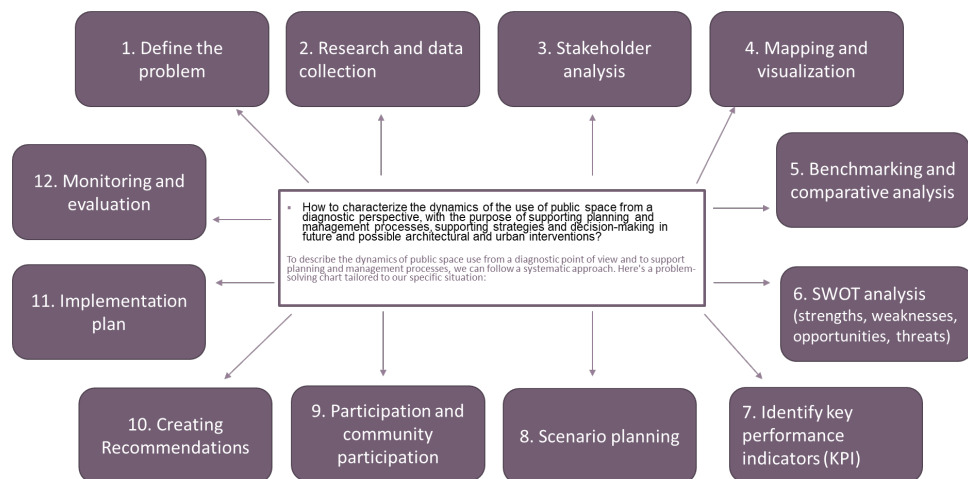 1. Define the
problem
2. Research and data
collection
3. Stakeholder
analysis
4. Mapping and
visualization
5. Benchmarking and
comparative analysis
6. SWOT analysis
(strengths, weaknesses,
opportunities, threats)
7. Identify key
performance
indicators (KPI)
8. Scenario planning
9. Participation and
community
participation
10. Creating
Recommendations
11. Implementation
plan
12. Monitoring and
evaluation
▪ How to characterize the dynamics of the use of public space from a
diagnostic perspective, with the purpose of supporting planning and
management processes, supporting strategies and decision-making in
future and possible architectural and urban interventions?
To describe the dynamics of public space use from a diagnostic point of view and to support
planning and management processes, we can follow a systematic approach. Here's a problem-
solving chart tailored to our specific situation: